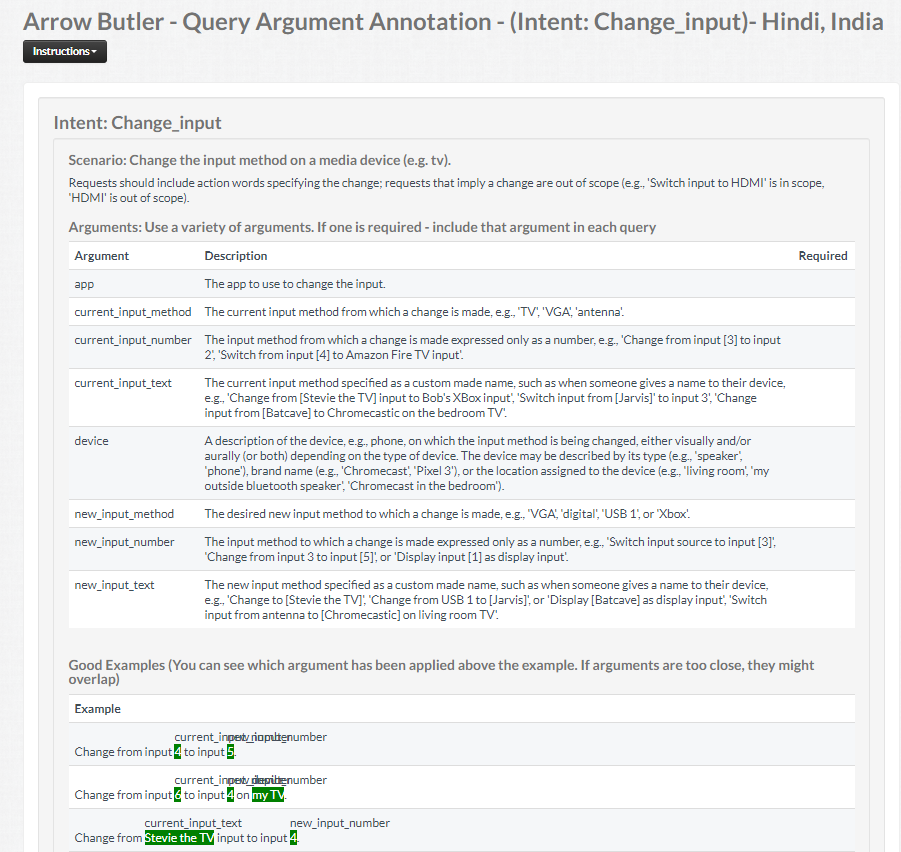 Arrow Butler - Query Argument Annotation - (Intent: Change_input)- Hindi, India
Instructions
Intent: Change_input
Scenario: Change the input method on a media device (e.g. tv).
Requests should include action words specifying the change; requests that imply a change are out of scope (e.g., 'Switch input to HDMI' is in scope,
'HDMI' is out of scope).
Arguments: Use a variety of arguments. If one is required - include that argument in each query
Argument Description Required
app The app to use to change the input.
current_input_method The current input method from which a change is made, e.g., 'TV', 'VGA', 'antenna'.
current_input_number The input method from which a change is made expressed only as a number, e.g., 'Change from input [3] to input
2', 'Switch from input [4] to Amazon Fire TV input'.
current_input_text The current input method specified as a custom made name, such as when someone gives a name to their device,
e.g., 'Change from [Stevie the TV] input to Bob's XBox input', 'Switch input from [Jarvis]' to input 3', 'Change
input from [Batcave] to Chromecastic on the bedroom TV'.
device A description of the device, e.g., phone, on which the input method is being changed, either visually and/or
aurally (or both) depending on the type of device. The device may be described by its type (e.g., 'speaker',
'phone'), brand name (e.g., 'Chromecast', 'Pixel 3'), or the location assigned to the device (e.g., 'living room', 'my
outside bluetooth speaker', 'Chromecast in the bedroom').
new_input_method The desired new input method to which a change is made, e.g., 'VGA', 'digital', 'USB 1', or 'Xbox'.
new_input_number The input method to which a change is made expressed only as a number, e.g., 'Switch input source to input [3]',
'Change from input 3 to input [5]', or 'Display input [1] as display input'.
new_input_text The new input method specified as a custom made name, such as when someone gives a name to their device,
e.g., 'Change to [Stevie the TV]', 'Change from USB 1 to [Jarvis]', or 'Display [Batcave] as display input', 'Switch
input from antenna to [Chromecastic] on living room TV'.
Good Examples (You can see which argument has been applied above the example. If arguments are too close, they might
overlap)
Example
current_input_number new_input_number
Change from input 4 to input 5.
current_input_number new_input_number device
Change from input 6 to input 4 on my TV.
current_input_text new_input_number
Change from Stevie the TV input to input 4.